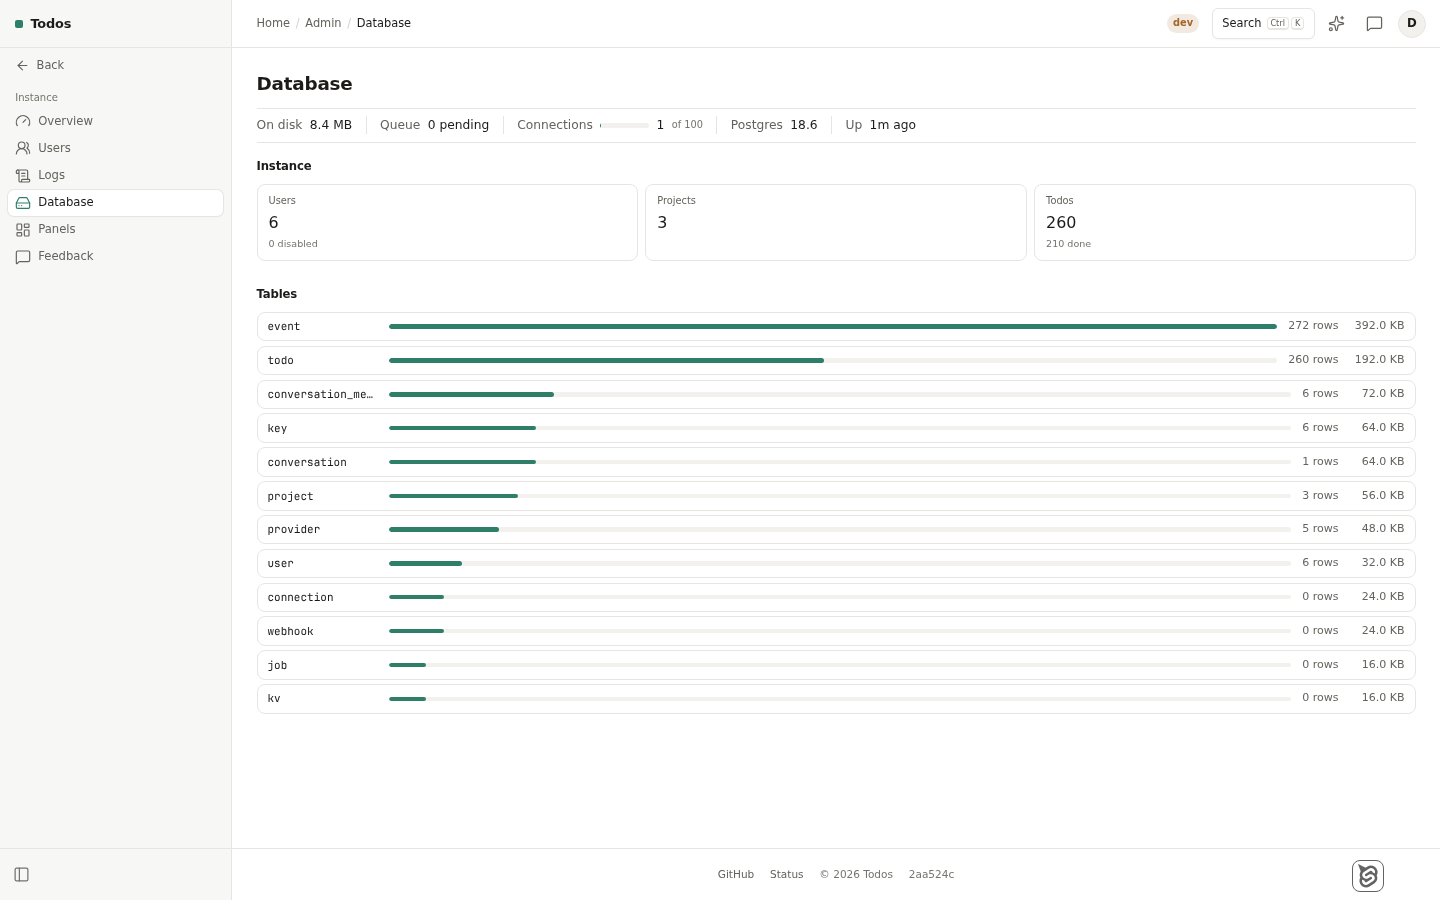 Todos
Home / Admin / Database
dev
Search Ctrl K
D
Back
Instance
Overview
Users
Logs
Database
Panels
Feedback
Database
On disk 8.4 MB
Queue 0 pending
Connections 1 of 100
Postgres 18.6
Up 1m ago
Instance
Users
6
0 disabled
Projects
3
Todos
260
210 done
Tables
event 272 rows 392.0 KB
todo 260 rows 192.0 KB
conversation_me… 6 rows 72.0 KB
key 6 rows 64.0 KB
conversation 1 rows 64.0 KB
project 3 rows 56.0 KB
provider 5 rows 48.0 KB
user 6 rows 32.0 KB
connection 0 rows 24.0 KB
webhook 0 rows 24.0 KB
job 0 rows 16.0 KB
kv 0 rows 16.0 KB
GitHub Status © 2026 Todos 2aa524c